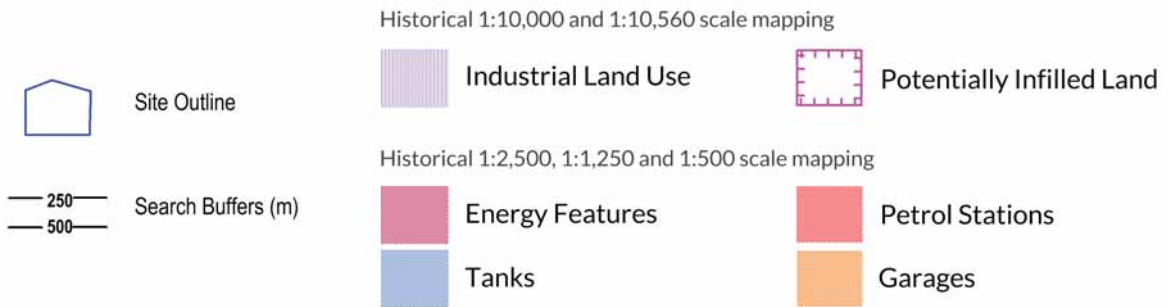 Historical 1:10,000 and 1:10,560 scale mapping
Site Outline
Industrial Land Use
Potentially Infilled Land
Historical 1:2,500, 1:1,250 and 1:500 scale mapping
250
500
Search Buffers (m)
Energy Features
Petrol Stations
Tanks
Garages